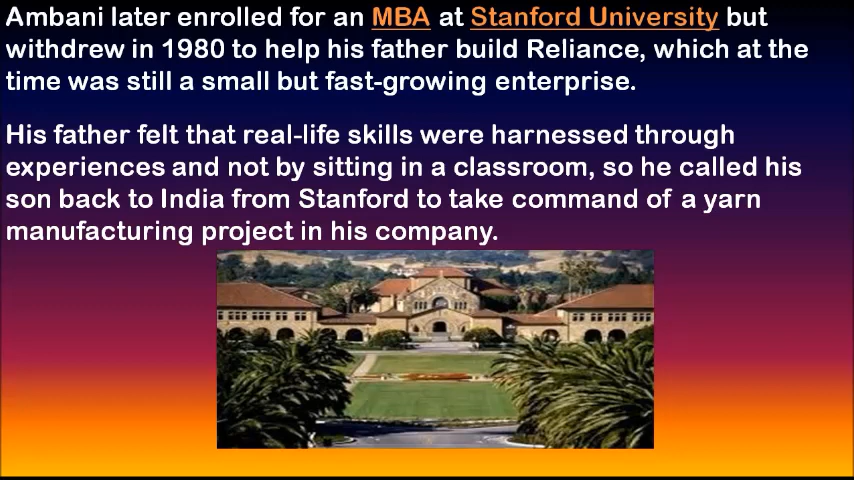 Ambani later enrolled for an MBA at Stanford University but
withdrew in 1980 to help his father build Reliance, which at the
time was still a small but fast-growing enterprise.
His father felt that real-life skills were harnessed through
experiences and not by sitting in a classroom, so he called his
son back to India from Stanford to take command of a yarn
manufacturing project in his company.